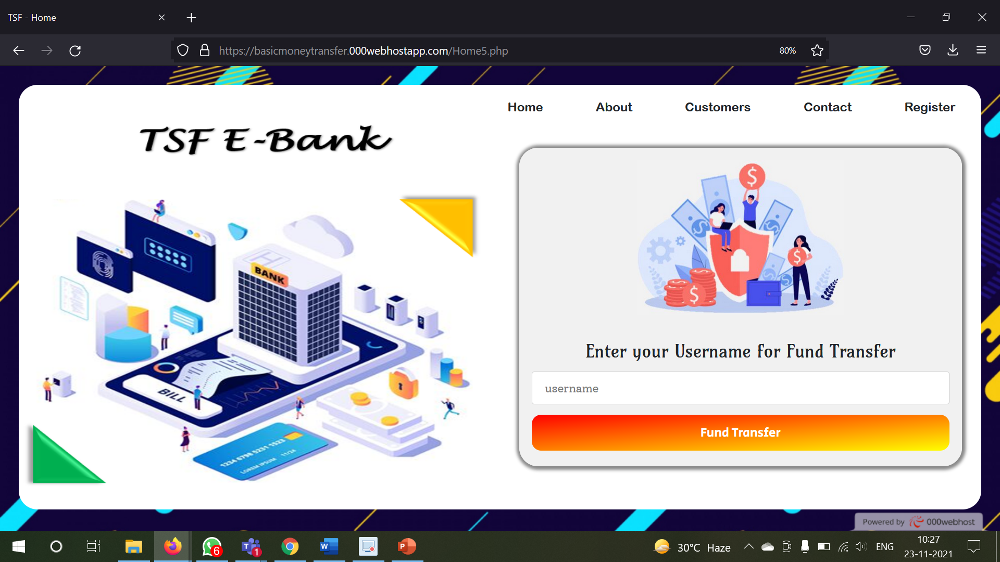 TSF - Home
https://basicmoneytransfer.000webhostapp.com/Home5.php
80%
Home About Customers Contact Register
TSF E-Bank
BANK
BILL
1234 6798 5231 1523
LOREM IPSUM 11/24
Enter your Username for Fund Transfer
username
Fund Transfer
Powered by 000webhost
6
1
30°C Haze
ENG
10:27
23-11-2021